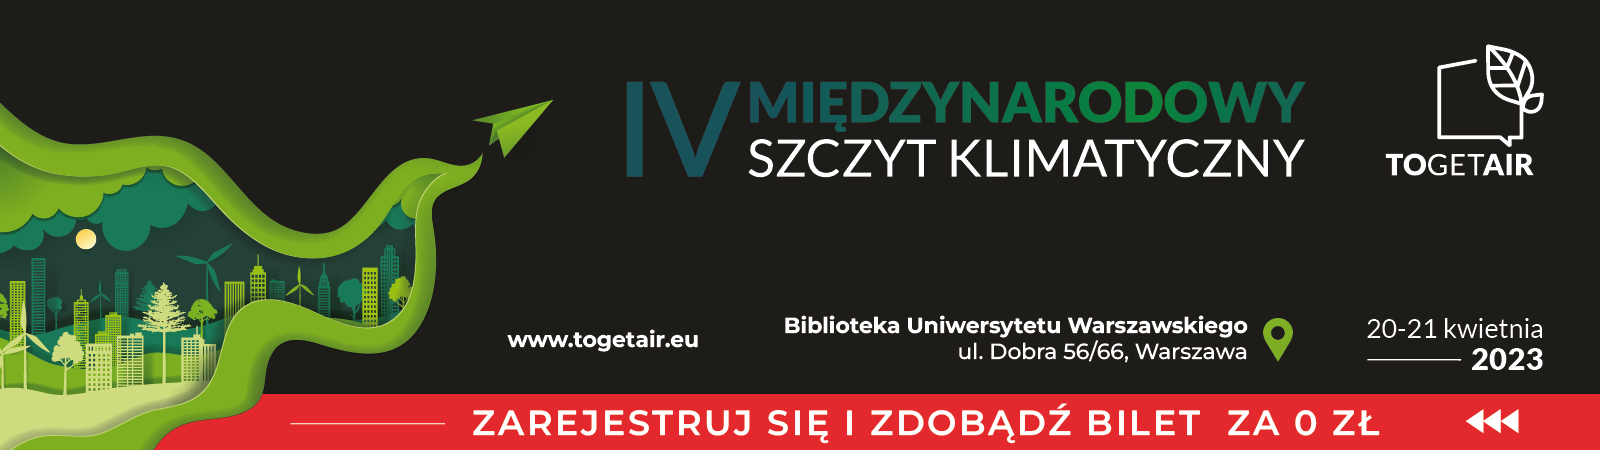 IV MIĘDZYNARODOWY
SZCZYT KLIMATYCZNY
TOGETAIR
www.togetair.eu
Biblioteka Uniwersytetu Warszawskiego
ul. Dobra 56/66, Warszawa
20-21 kwietnia
2023
ZAREJESTRUJ SIĘ I ZDOBĄDŹ BILET ZA 0 ZŁ